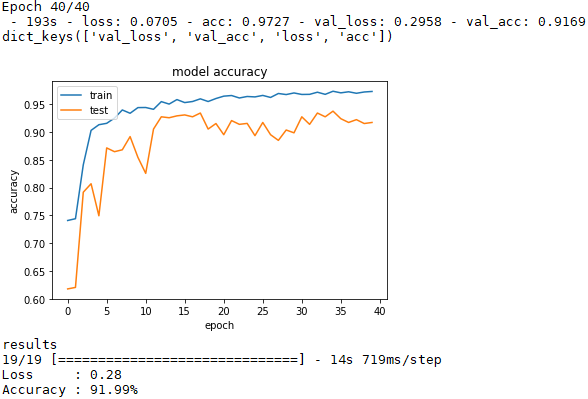 Epoch 40/40
- 193s - loss: 0.0705 - acc: 0.9727 - val_loss: 0.2958 - val_acc: 0.9169
dict_keys(['val_loss', 'val_acc', 'loss', 'acc'])
model accuracy
train
test
0.95
0.90
0.85
0.80
0.75
0.70
0.65
0.60
accuracy
0 5 10 15 20 25 30 35 40
epoch
results
19/19 [==============================] - 14s 719ms/step
Loss : 0.28
Accuracy : 91.99%